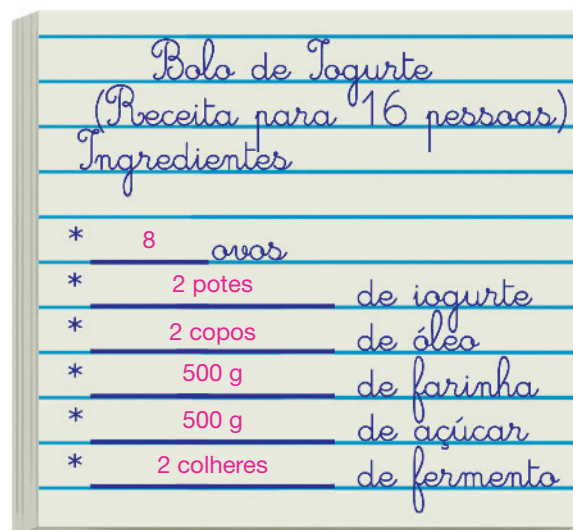 Bolo de Iogurte
(Receita para 16 pessoas)
Ingredientes
* 8 ovos
* 2 potes de iogurte
* 2 copos de óleo
* 500 g de farinha
* 500 g de açúcar
* 2 colheres de fermento